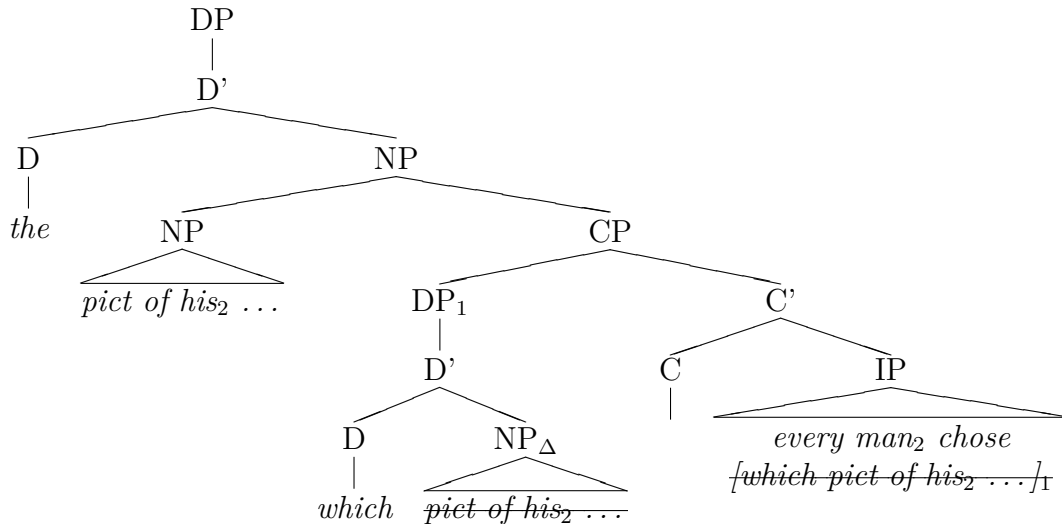 DP
D'
D NP
the NP CP
pict of his₂ … DP₁ C'
D' C IP
D NP_Δ every man₂ chose
which pict of his₂ … [which pict of his₂ …]₁